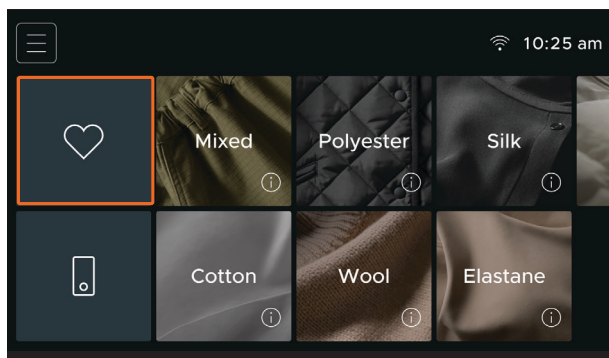 10:25 am
Mixed
Polyester
Silk
Cotton
Wool
Elastane